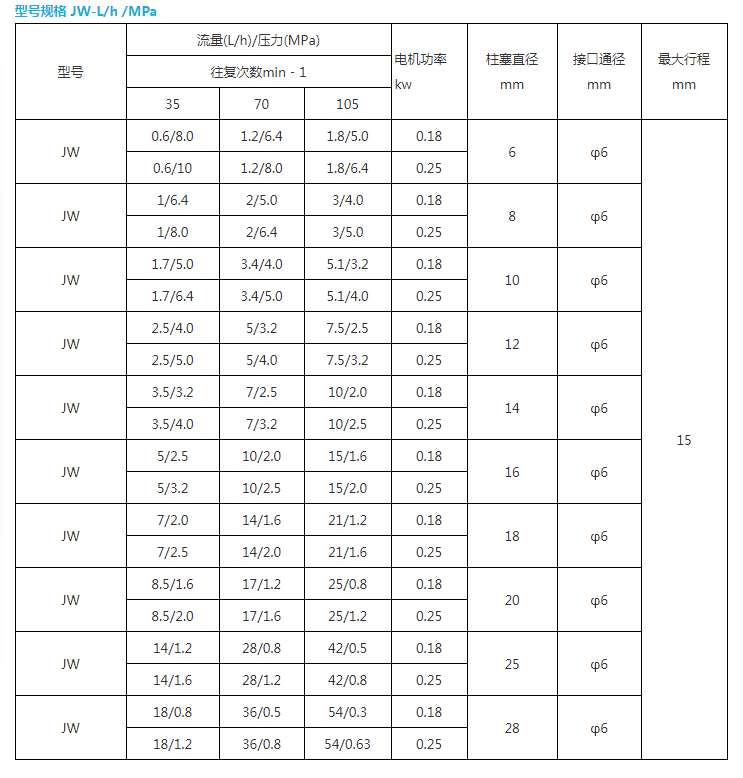 型号规格 JW-L/h /MPa
型号 流量(L/h)/压力(MPa) 电机功率 kw 柱塞直径 mm 接口通径 mm 最大行程 mm
往复次数min - 1
35 70 105
JW 0.6/8.0 1.2/6.4 1.8/5.0 0.18 6 φ6 15
0.6/10 1.2/8.0 1.8/6.4 0.25
JW 1/6.4 2/5.0 3/4.0 0.18 8 φ6
1/8.0 2/6.4 3/5.0 0.25
JW 1.7/5.0 3.4/4.0 5.1/3.2 0.18 10 φ6
1.7/6.4 3.4/5.0 5.1/4.0 0.25
JW 2.5/4.0 5/3.2 7.5/2.5 0.18 12 φ6
2.5/5.0 5/4.0 7.5/3.2 0.25
JW 3.5/3.2 7/2.5 10/2.0 0.18 14 φ6
3.5/4.0 7/3.2 10/2.5 0.25
JW 5/2.5 10/2.0 15/1.6 0.18 16 φ6
5/3.2 10/2.5 15/2.0 0.25
JW 7/2.0 14/1.6 21/1.2 0.18 18 φ6
7/2.5 14/2.0 21/1.6 0.25
JW 8.5/1.6 17/1.2 25/0.8 0.18 20 φ6
8.5/2.0 17/1.6 25/1.2 0.25
JW 14/1.2 28/0.8 42/0.5 0.18 25 φ6
14/1.6 28/1.2 42/0.8 0.25
JW 18/0.8 36/0.5 54/0.3 0.18 28 φ6
18/1.2 36/0.8 54/0.63 0.25